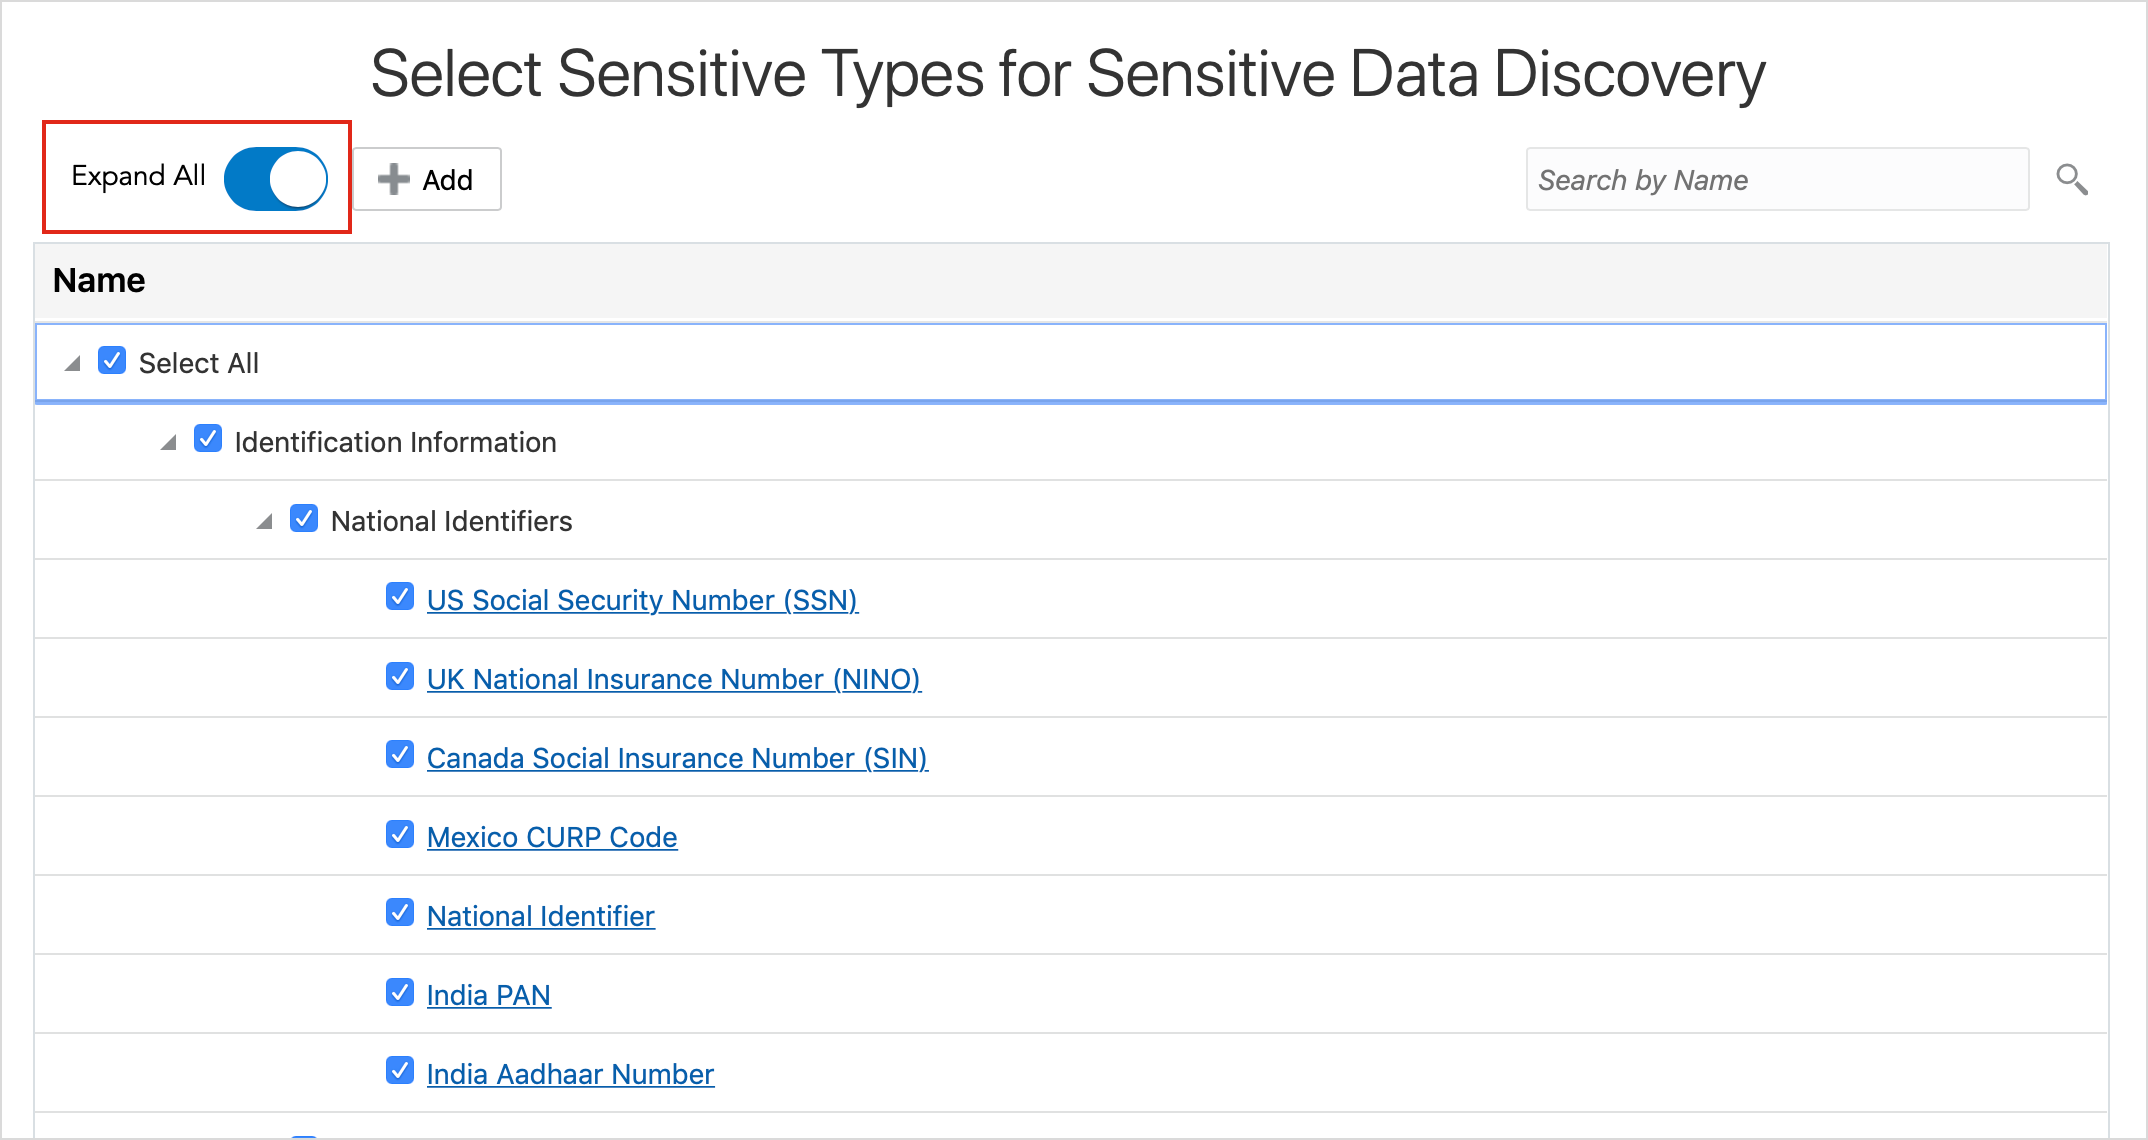 Select Sensitive Types for Sensitive Data Discovery
Expand All
Add
Search by Name
Name
Select All
Identification Information
National Identifiers
US Social Security Number (SSN)
UK National Insurance Number (NINO)
Canada Social Insurance Number (SIN)
Mexico CURP Code
National Identifier
India PAN
India Aadhaar Number